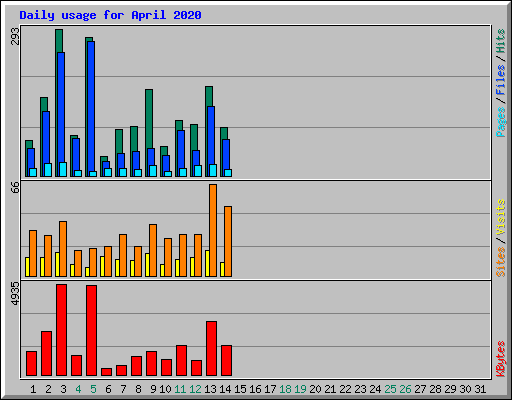 Daily usage for April 2020
293
Pages/Files/Hits
66
Sites/Visits
4935
KBytes
1 2 3 4 5 6 7 8 9 10 11 12 13 14 15 16 17 18 19 20 21 22 23 24 25 26 27 28 29 30 31